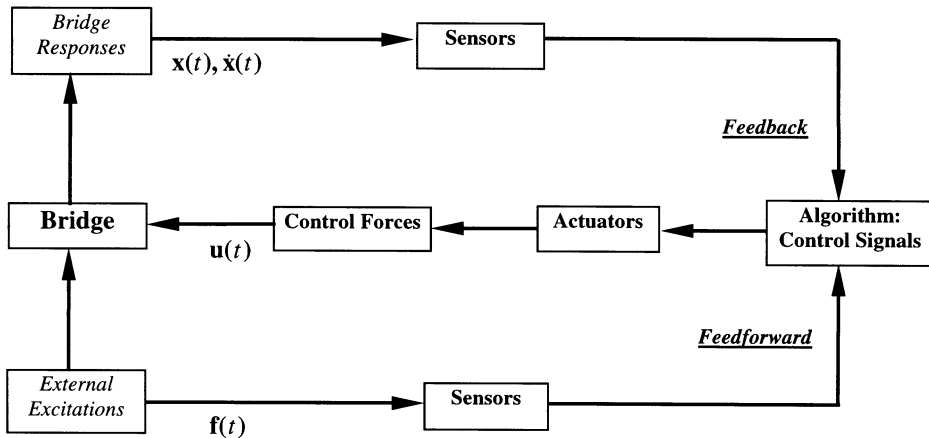 Bridge
Responses
Sensors
x(t), ẋ(t)
Feedback
Bridge
Control Forces
Actuators
Algorithm:
Control Signals
u(t)
Feedforward
External
Excitations
Sensors
f(t)